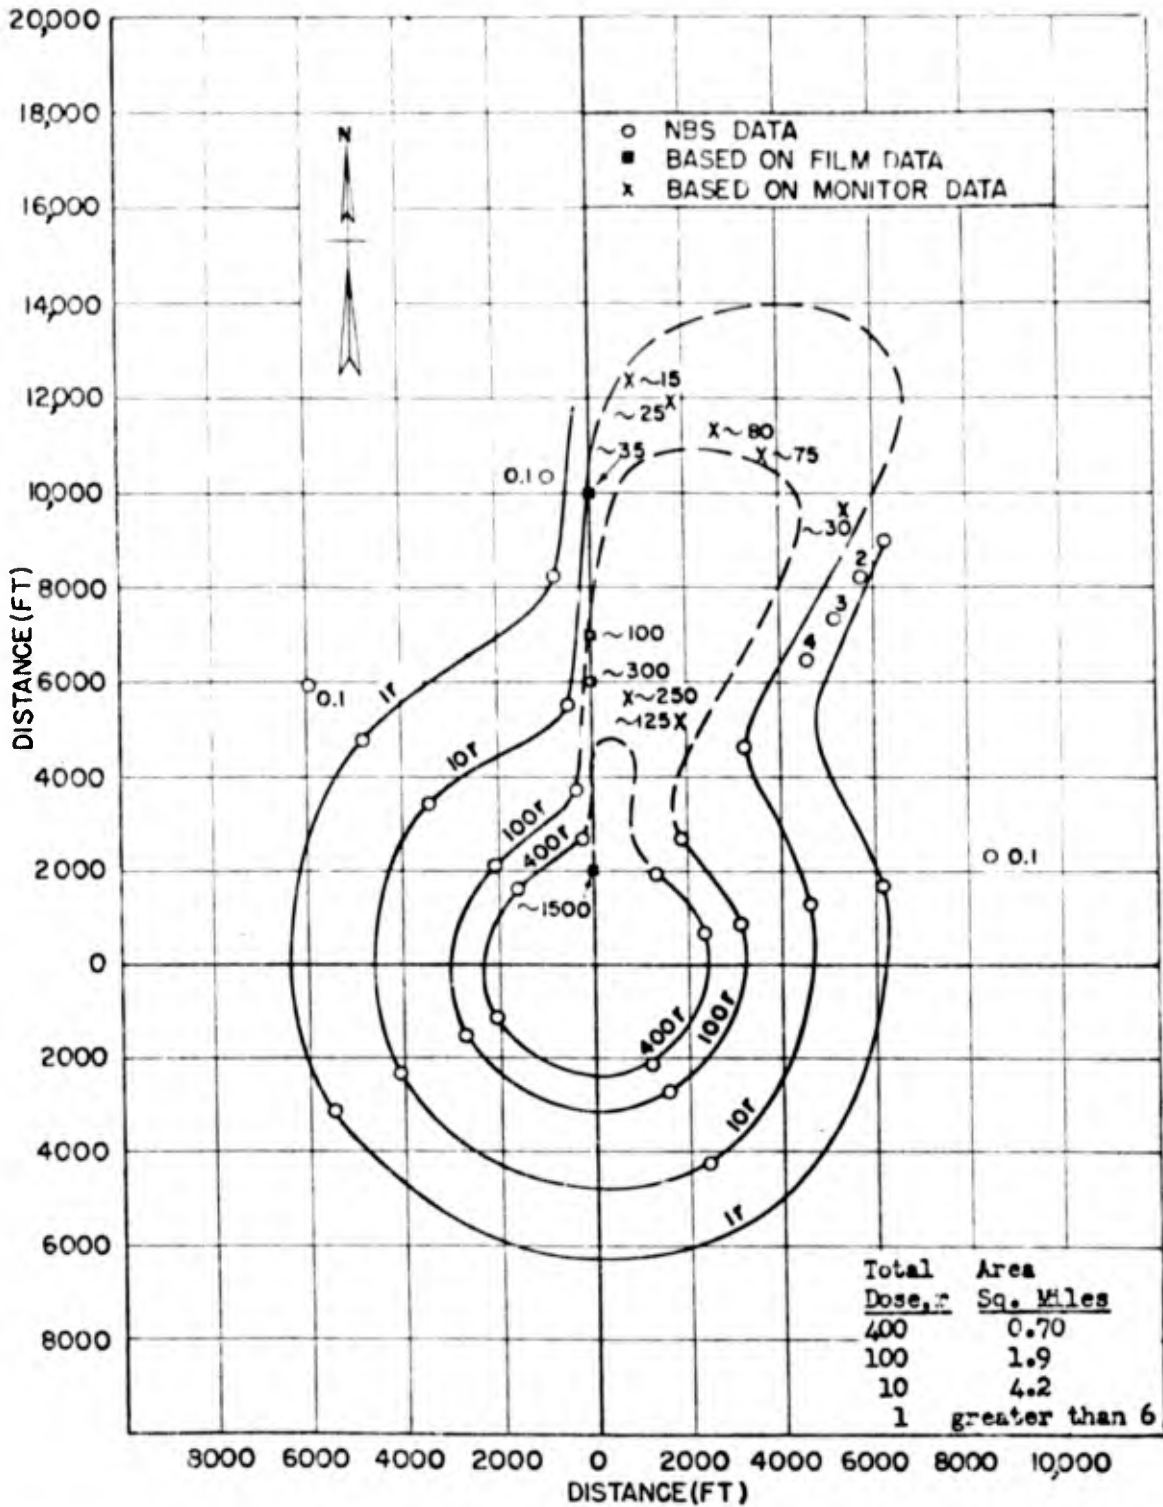 20,000
18,000
N
○ NBS DATA
■ BASED ON FILM DATA
x BASED ON MONITOR DATA
16,000
14,000
x~15
12,000
~25x
x~80
~35
x~75
0.1
10,000
x
~30
2
8000
3
~100
4
~300
6000
0.1
1r
x~250
~125x
10r
4000
100r
400r
2000
0.1
~1500
0
400r
100r
2000
10r
4000
1r
6000
Total Area
Dose,r Sq. Miles
400 0.70
8000
100 1.9
10 4.2
1 greater than 6
8000 6000 4000 2000 0 2000 4000 6000 8000 10,000
DISTANCE(FT)
DISTANCE(FT)